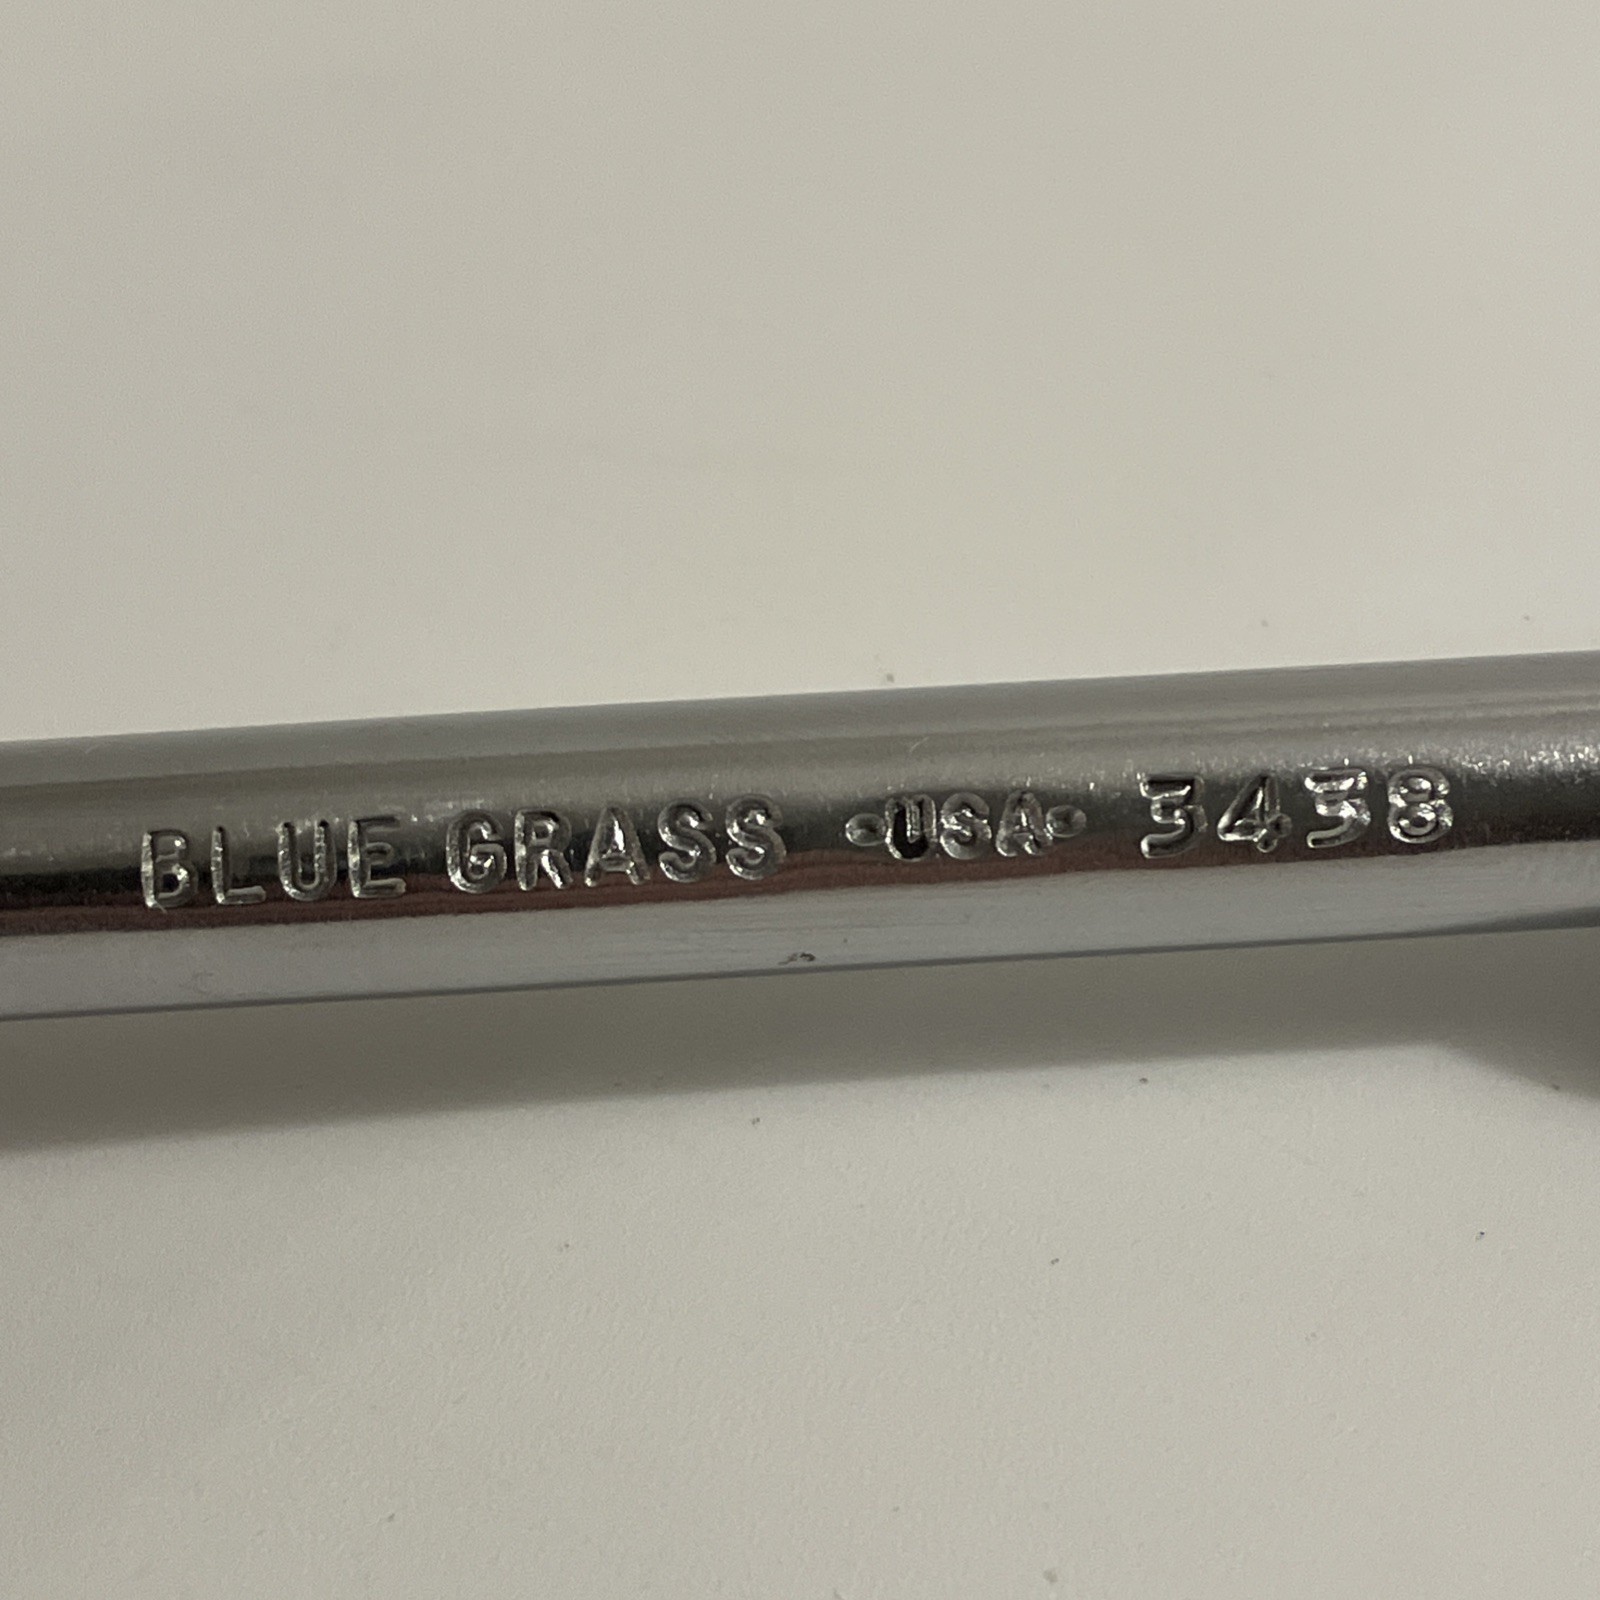 BLUE GRASS -USA- 3438